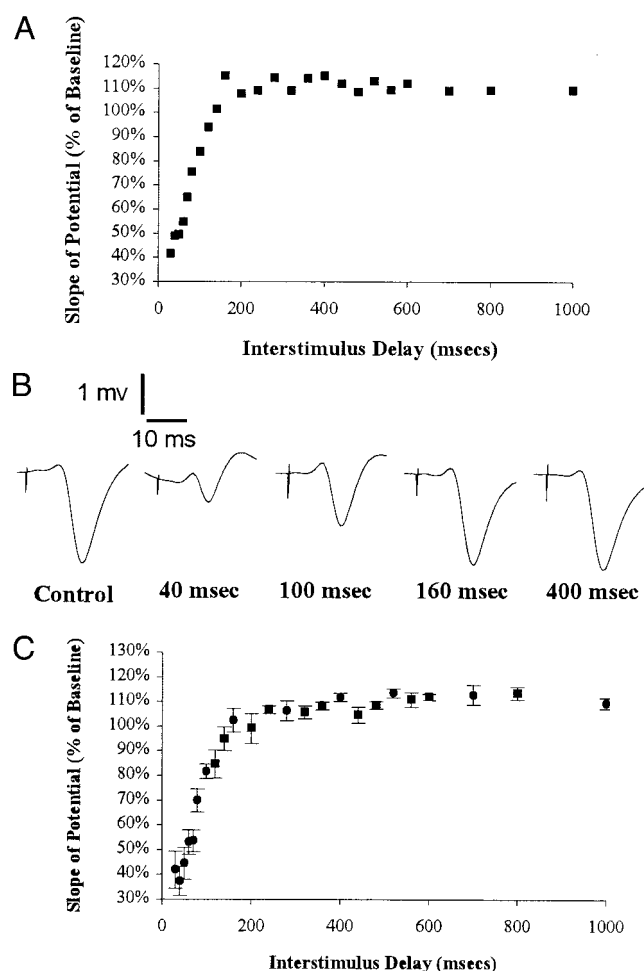 A
Slope of Potential (% of Baseline)
120%
110%
100%
90%
80%
70%
60%
50%
40%
30%
0 200 400 600 800 1000
Interstimulus Delay (msecs)
B
1 mv
10 ms
Control 40 msec 100 msec 160 msec 400 msec
C
Slope of Potential (% of Baseline)
130%
120%
110%
100%
90%
80%
70%
60%
50%
40%
30%
0 200 400 600 800 1000
Interstimulus Delay (msecs)